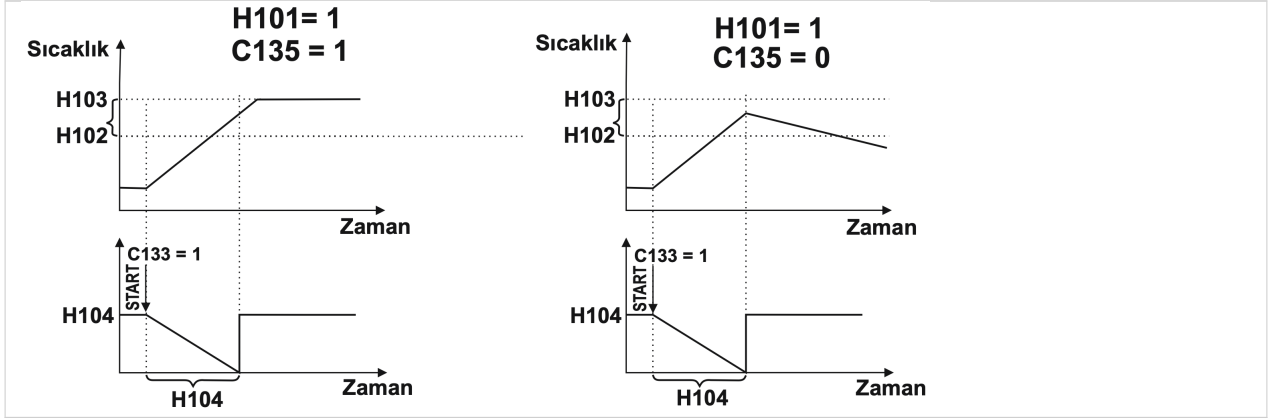 H101= 1
C135 = 1
Sıcaklık
H103
H102
Zaman
C133 = 1
START
H104
Zaman
H104
H101= 1
C135 = 0
Sıcaklık
H103
H102
Zaman
C133 = 1
START
H104
Zaman
H104